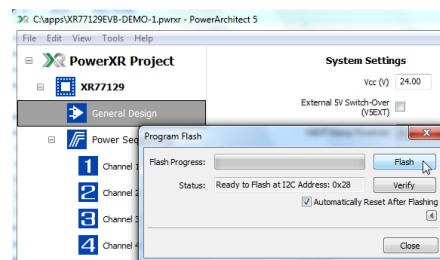 C:\apps\XR77129EVB-DEMO-1.pwrxr - PowerArchitect 5
File Edit View Tools Help
PowerXR Project
System Settings
XR77129
Vcc (V) 24.00
External 5V Switch-Over
(V5EXT)
General Design
Power Seq
Program Flash
Flash Progress:
Flash
1 Channel 1
Status: Ready to Flash at I2C Address: 0x28
Verify
2 Channel
Automatically Reset After Flashing
3 Channel
4 Channel
Close